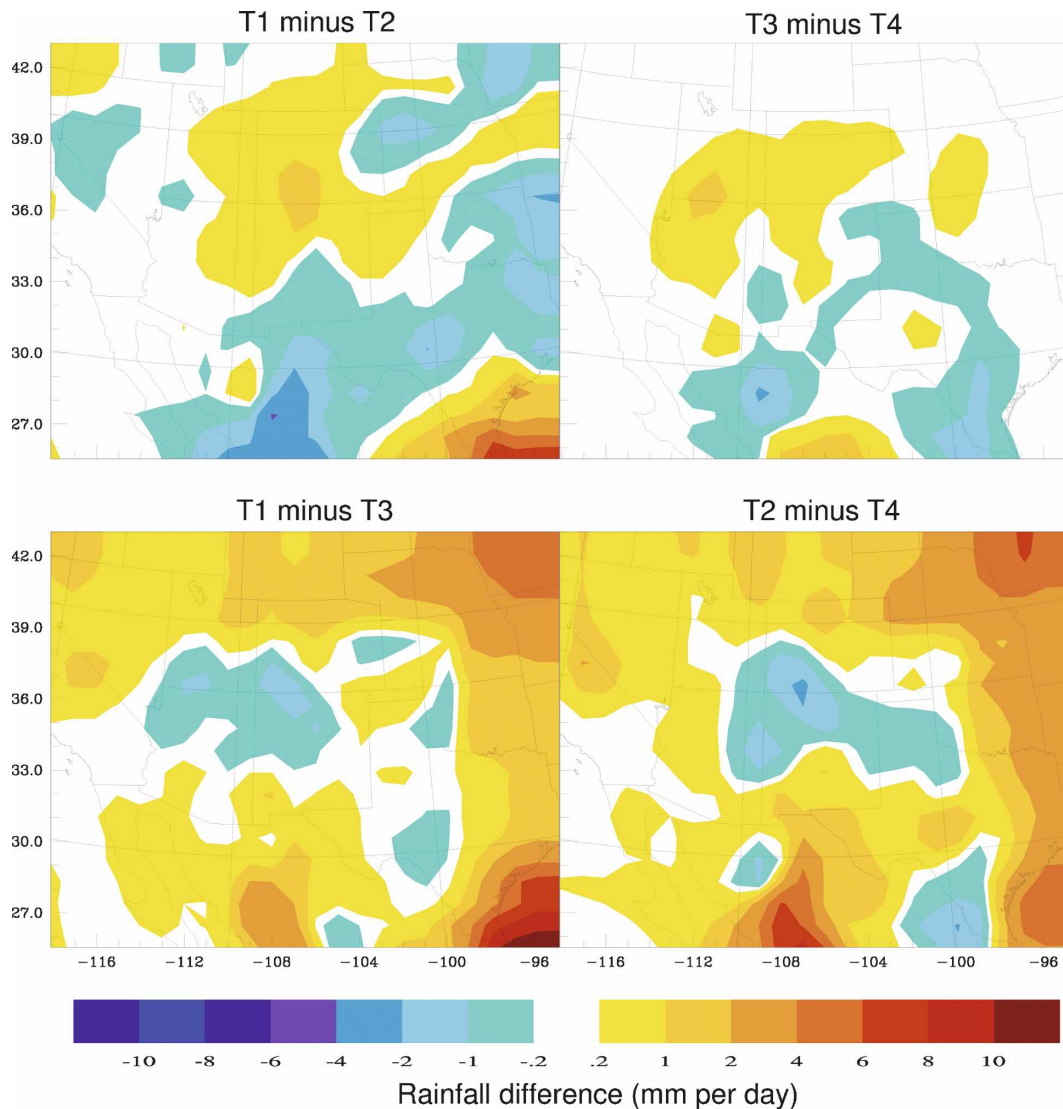 T1 minus T2 T3 minus T4
42.0
39.0
36.0
33.0
30.0
27.0
T1 minus T3 T2 minus T4
42.0
39.0
36.0
33.0
30.0
27.0
−116 −112 −108 −104 −100 −96 −116 −112 −108 −104 −100 −96
-10 -8 -6 -4 -2 -1 -.2 .2 1 2 4 6 8 10
Rainfall difference (mm per day)